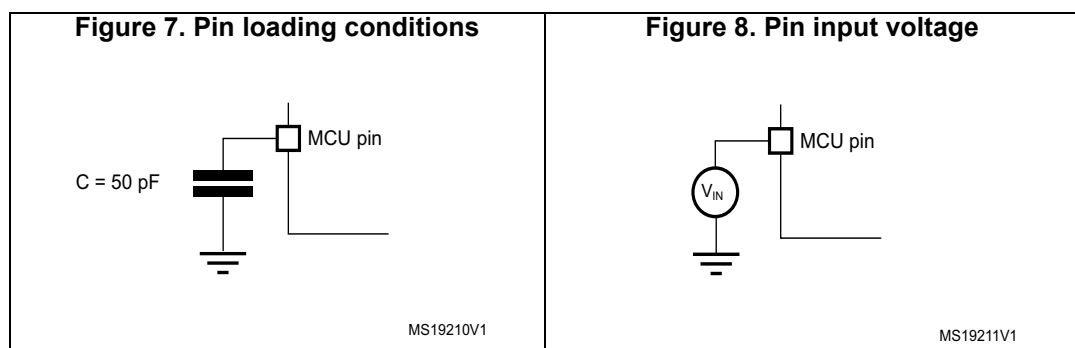 Figure 7. Pin loading conditions
MCU pin
C = 50 pF
MS19210V1
Figure 8. Pin input voltage
MCU pin
VIN
MS19211V1